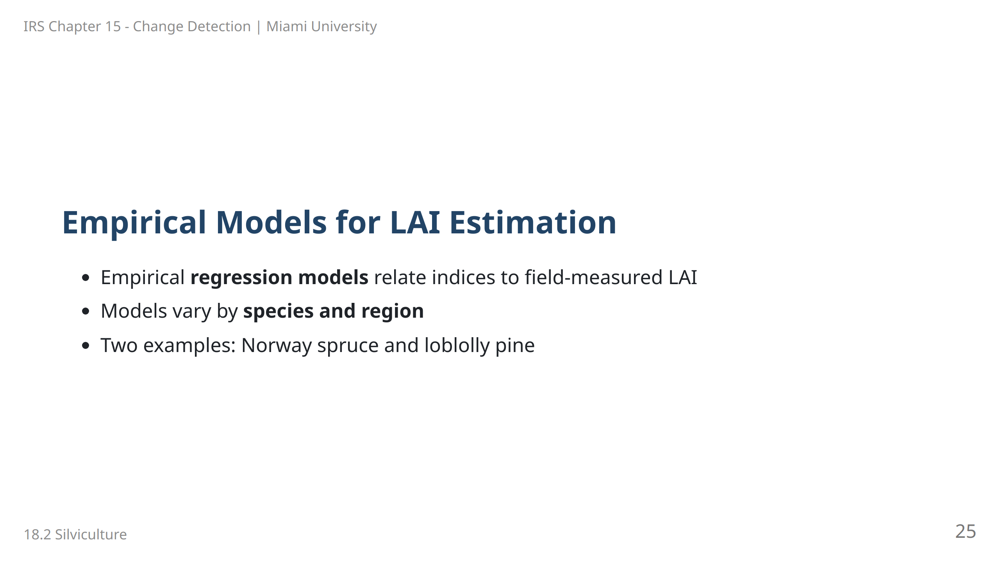 IRS Chapter 15 - Change Detection | Miami University
Empirical Models for LAI Estimation
• Empirical regression models relate indices to field-measured LAI
• Models vary by species and region
• Two examples: Norway spruce and loblolly pine
18.2 Silviculture
25